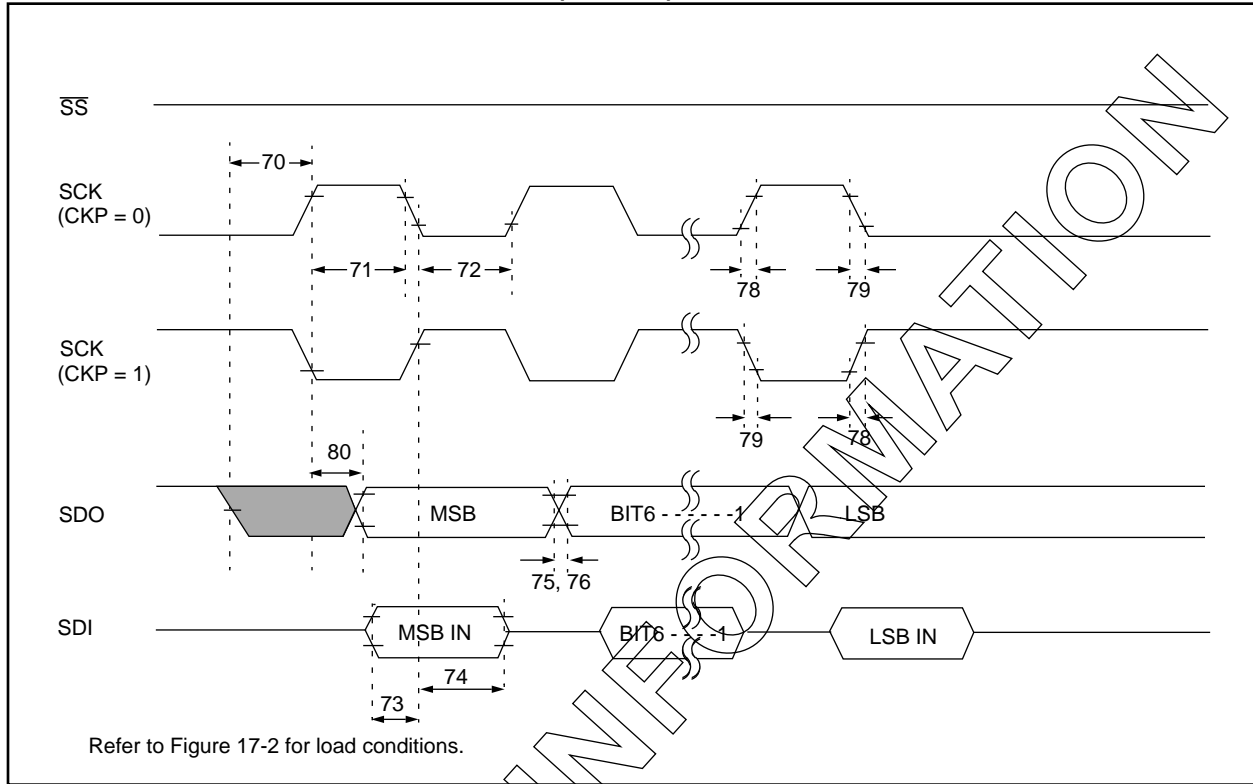 SS
70
SCK
(CKP = 0)
71
72
78
79
SCK
(CKP = 1)
79
78
80
SDO
MSB
BIT6 - - - - - -1
LSB
75, 76
SDI
MSB IN
BIT6 - - - -1
LSB IN
74
73
Refer to Figure 17-2 for load conditions.
INFORMATION